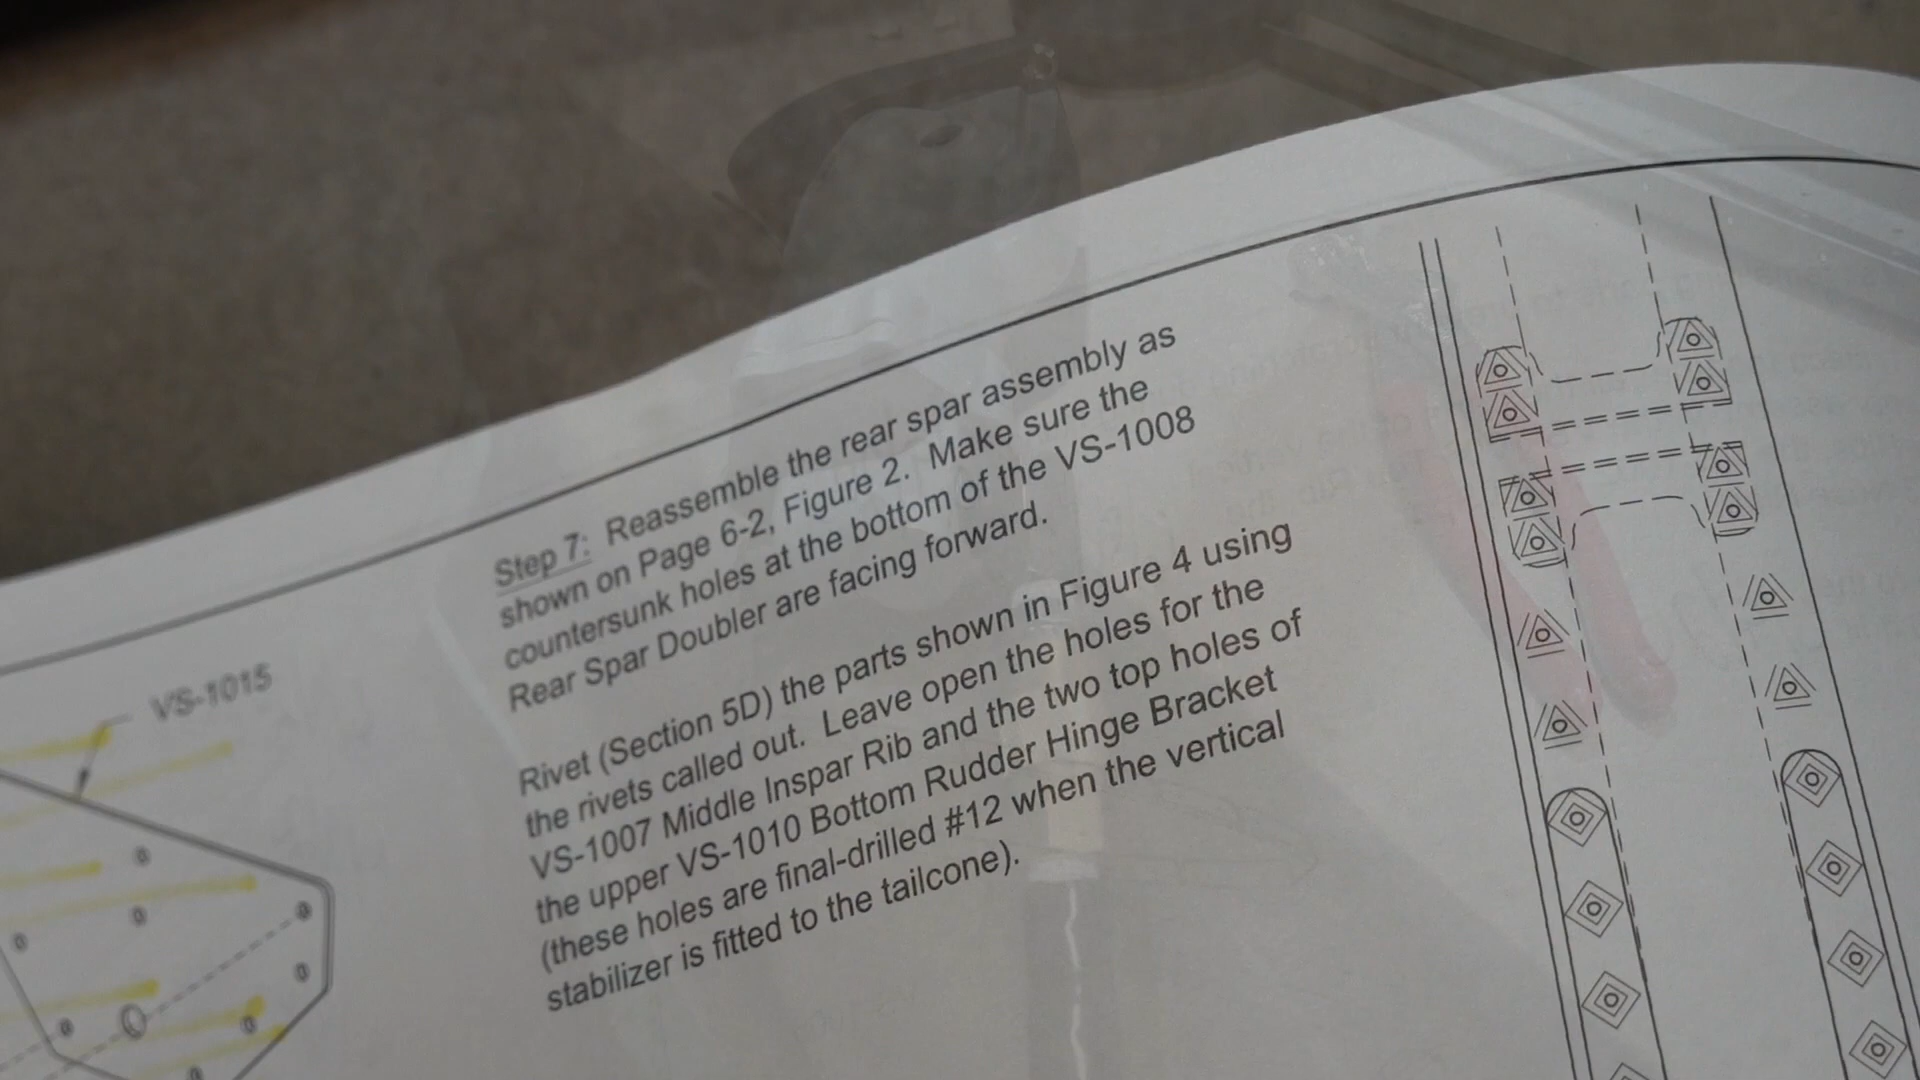 Step 7: Reassemble the rear spar assembly as
shown on Page 6-2, Figure 2. Make sure the
countersunk holes at the bottom of the VS-1008
Rear Spar Doubler are facing forward.
Rivet (Section 5D) the parts shown in Figure 4 using
the rivets called out. Leave open the holes for the
VS-1007 Middle Inspar Rib and the two top holes of
the upper VS-1010 Bottom Rudder Hinge Bracket
(these holes are final-drilled #12 when the vertical
stabilizer is fitted to the tailcone).
VS-1015